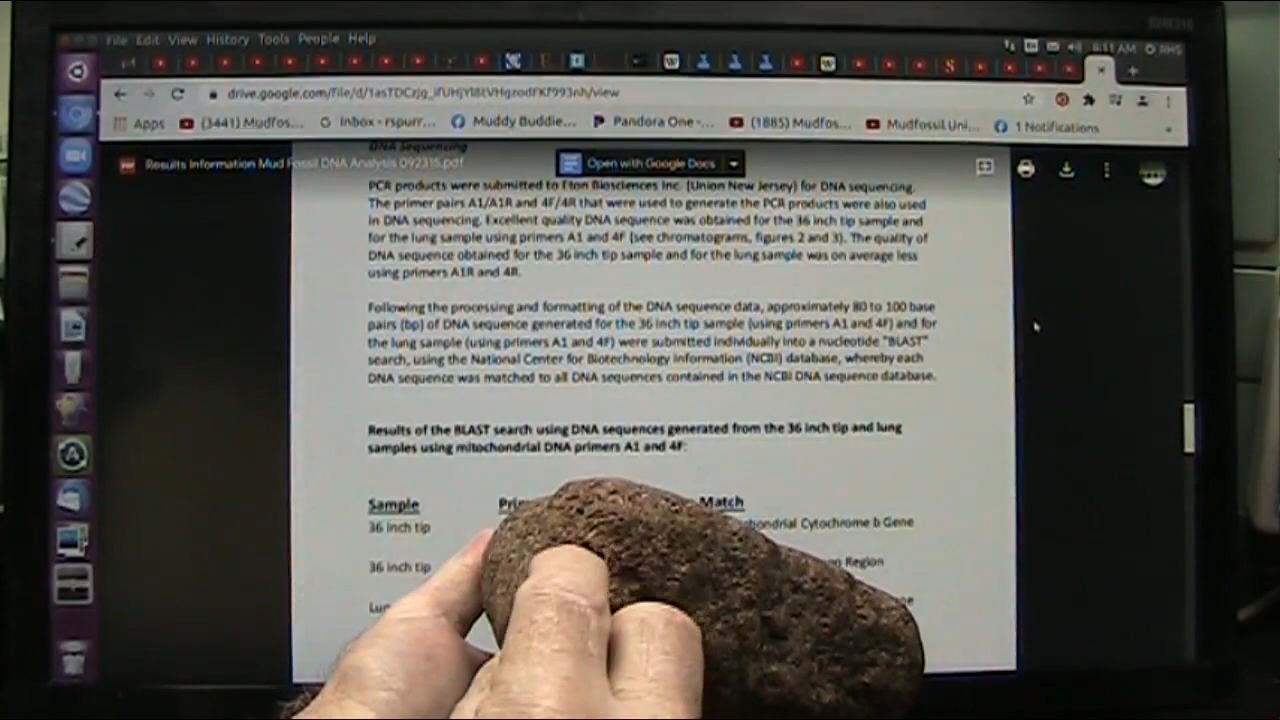 File Edit View History Tools People Help
8:11 AM RHS
drive.google.com/file/d/
Apps (3441) Mudfos... Inbox - rspurr... Muddy Buddie... Pandora One -... (1885) Mudfos... Mudfossil Uni... 1 Notifications
DNA Sequencing
Results Information Mud Fossil DNA Analysis 092315.pdf
Open with Google Docs
PCR products were submitted to Eton Biosciences Inc. (Union New Jersey) for DNA sequencing.
The primer pairs A1/A1R and 4F/4R that were used to generate the PCR products were also used
in DNA sequencing. Excellent quality DNA sequence was obtained for the 36 inch tip sample and
for the lung sample using primers A1 and 4F (see chromatograms, figures 2 and 3). The quality of
DNA sequence obtained for the 36 inch tip sample and for the lung sample was on average less
using primers A1R and 4R.
Following the processing and formatting of the DNA sequence data, approximately 80 to 100 base
pairs (bp) of DNA sequence generated for the 36 inch tip sample (using primers A1 and 4F) and for
the lung sample (using primers A1 and 4F) were submitted individually into a nucleotide "BLAST"
search, using the National Center for Biotechnology Information (NCBI) database, whereby each
DNA sequence was matched to all DNA sequences contained in the NCBI DNA sequence database.
Results of the BLAST search using DNA sequences generated from the 36 inch tip and lung
samples using mitochondrial DNA primers A1 and 4F:
Sample Match
36 inch tip Cytochrome b Gene
36 inch tip Region